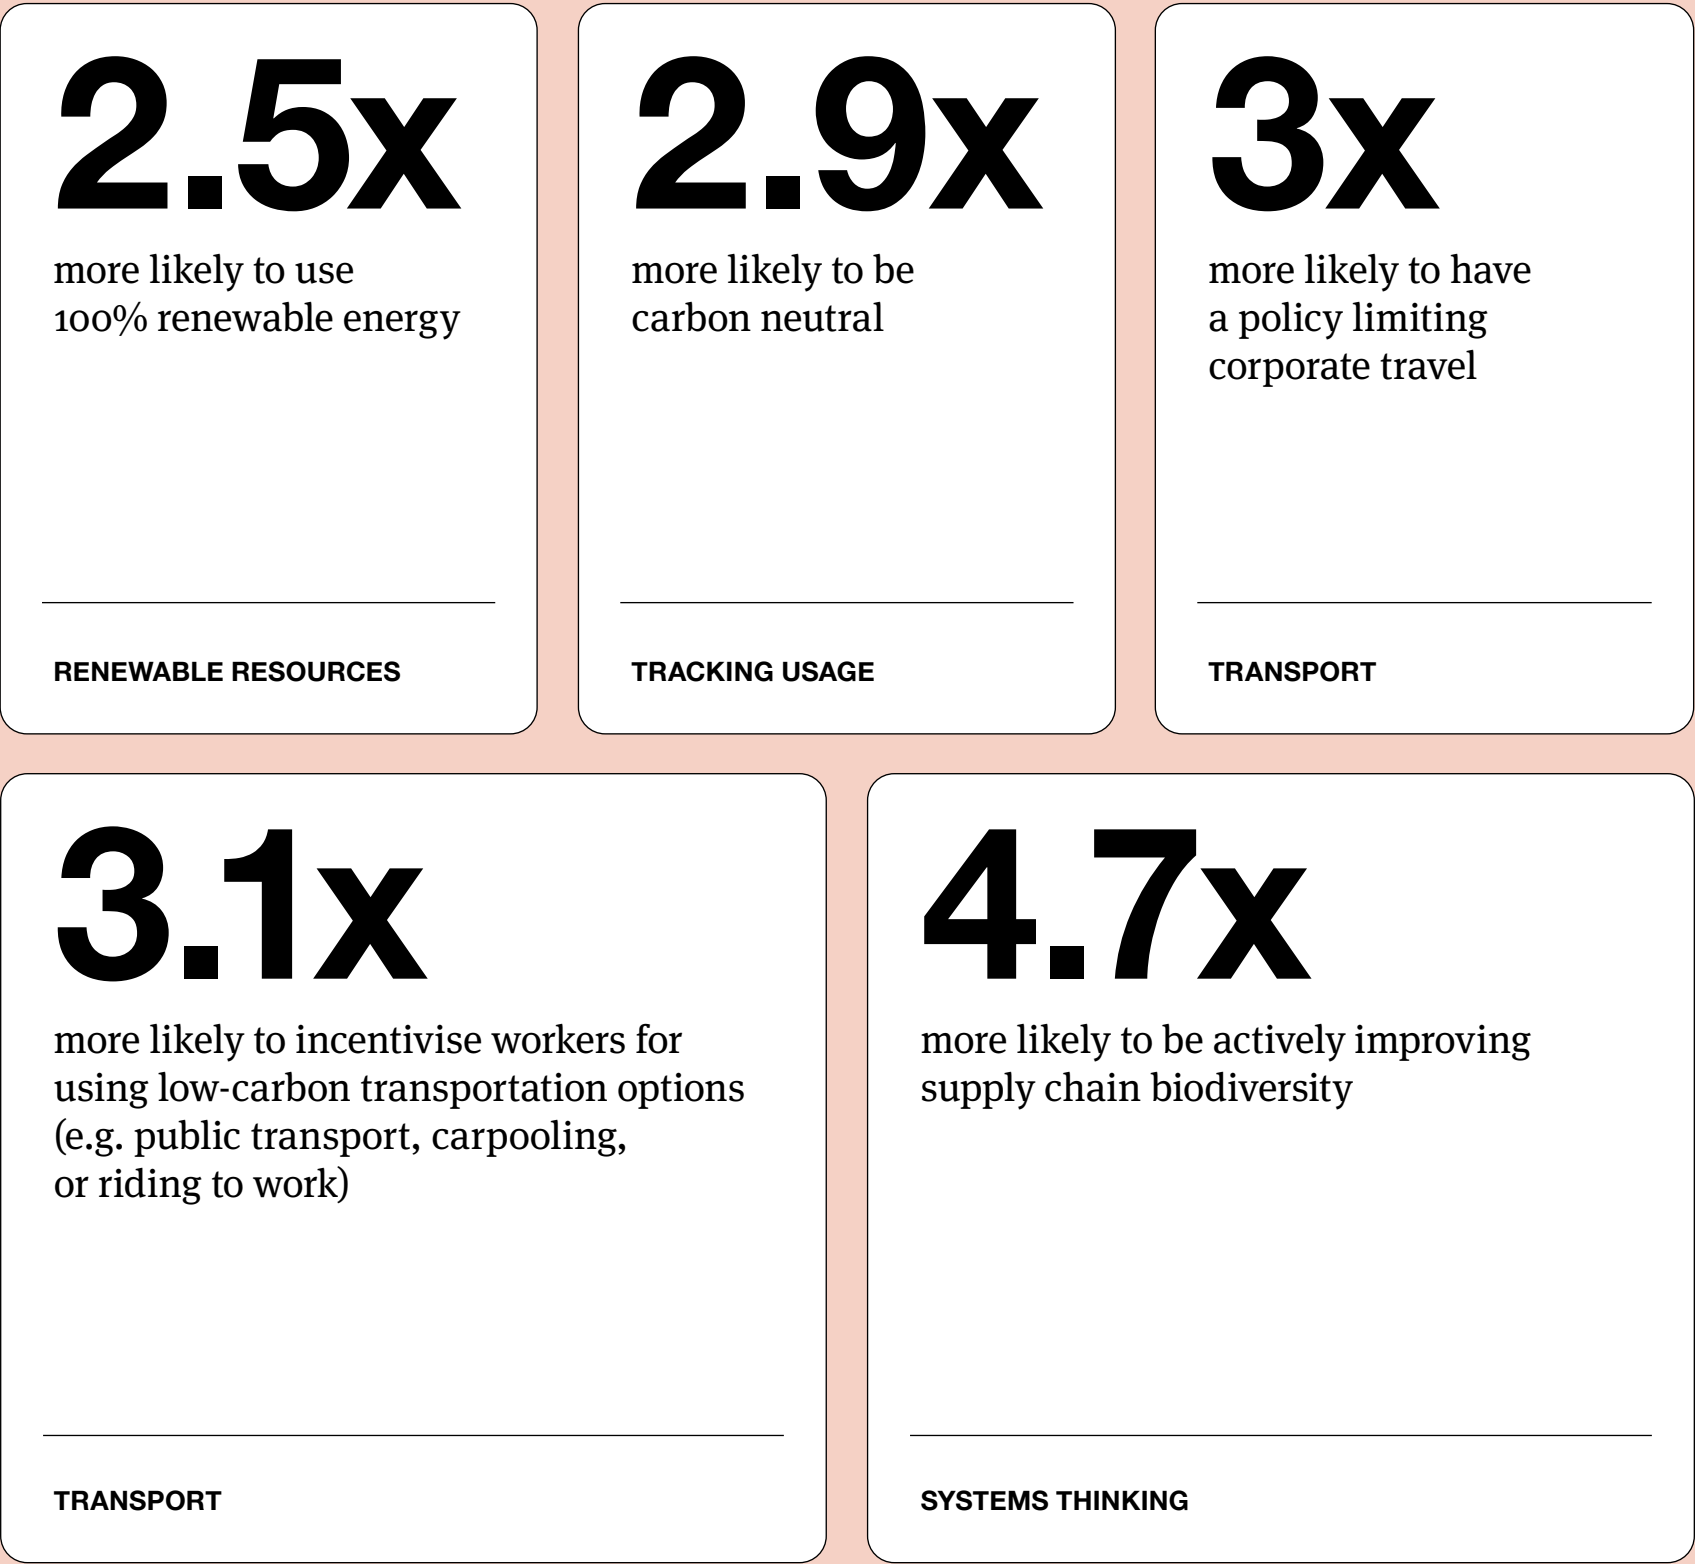 2.5x
more likely to use
100% renewable energy
RENEWABLE RESOURCES
2.9x
more likely to be
carbon neutral
TRACKING USAGE
3x
more likely to have
a policy limiting
corporate travel
TRANSPORT
3.1x
more likely to incentivise workers for
using low-carbon transportation options
(e.g. public transport, carpooling,
or riding to work)
TRANSPORT
4.7x
more likely to be actively improving
supply chain biodiversity
SYSTEMS THINKING